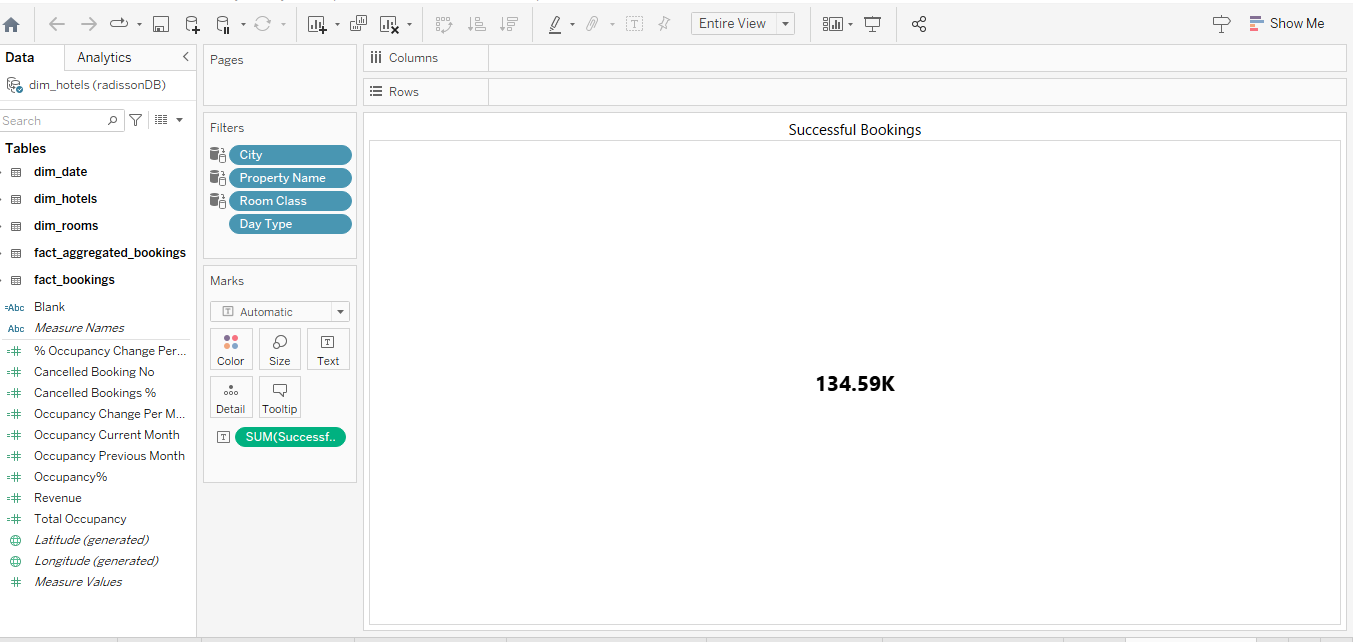 Entire View
Show Me
Data
Analytics
dim_hotels (radissonDB)
Search
Tables
dim_date
dim_hotels
dim_rooms
fact_aggregated_bookings
fact_bookings
=Abc Blank
Abc Measure Names
% Occupancy Change Per...
Cancelled Booking No
Cancelled Bookings %
Occupancy Change Per M...
Occupancy Current Month
Occupancy Previous Month
Occupancy%
Revenue
Total Occupancy
Latitude (generated)
Longitude (generated)
Measure Values
Pages
Filters
City
Property Name
Room Class
Day Type
Marks
Automatic
Color
Size
Text
Detail
Tooltip
SUM(Successf..
Columns
Rows
Successful Bookings
134.59K